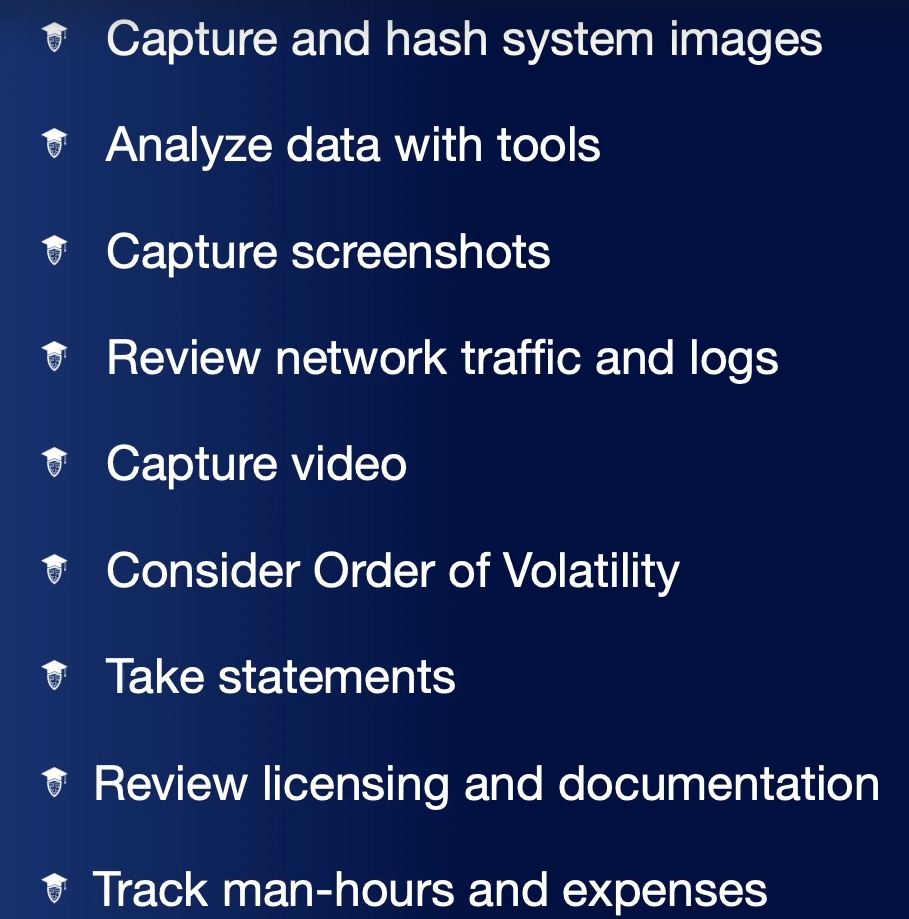 Capture and hash system images
Analyze data with tools
Capture screenshots
Review network traffic and logs
Capture video
Consider Order of Volatility
Take statements
Review licensing and documentation
Track man-hours and expenses